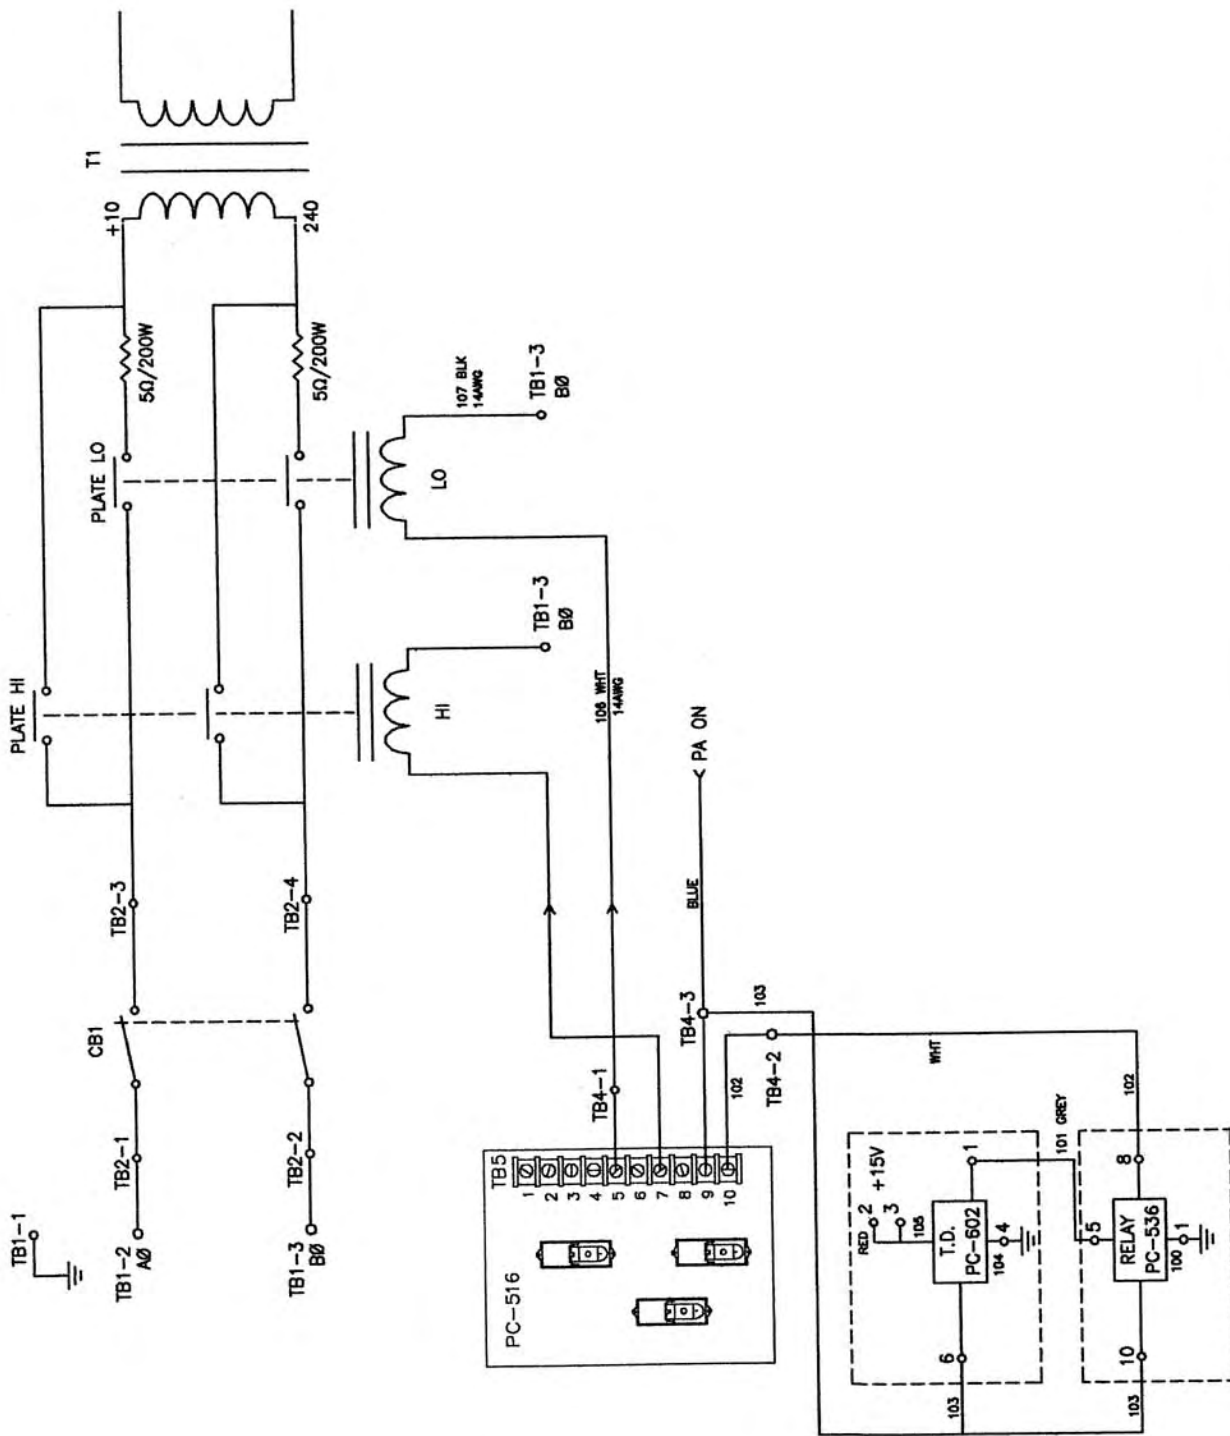 TB1-1
TB1-2
AØ
TB2-1
CB1
TB2-3
PLATE HI
PLATE LO
5Ω/200W
+10
T1
TB1-3
BØ
TB2-2
TB2-4
5Ω/200W
240
HI
TB1-3
BØ
LO
107 BLK
14AWG
TB1-3
BØ
106 WHT
14AWG
PC-516
TB5
1
2
3
4
5
6
7
8
9
10
TB4-1
TB4-3
BLUE
PA ON
102
TB4-2
103
WHT
RED
2
3
+15V
105
T.D.
PC-602
1
104
4
6
103
101 GREY
5
RELAY
PC-536
8
102
100
1
10
103